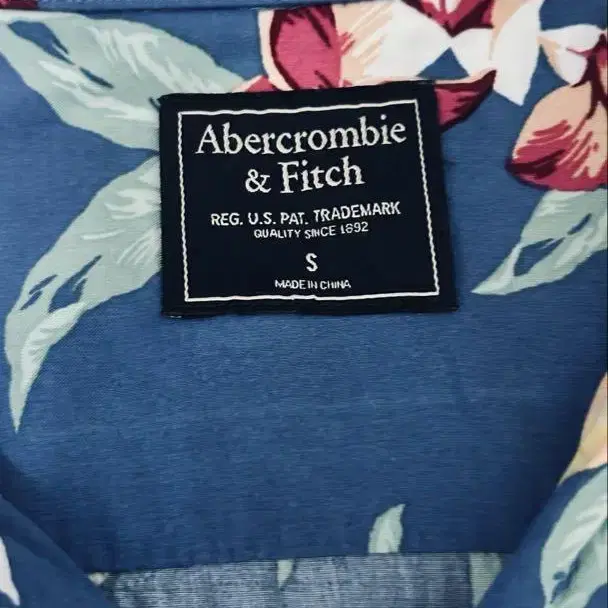 Abercrombie
& Fitch
REG. U.S. PAT. TRADEMARK
QUALITY SINCE 1892
S
MADE IN CHINA